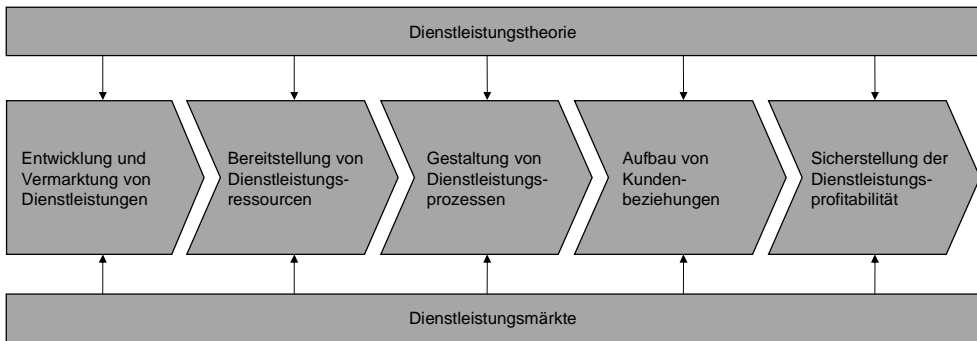 Dienstleistungstheorie
Entwicklung und
Vermarktung von
Dienstleistungen
Bereitstellung von
Dienstleistungs-
ressourcen
Gestaltung von
Dienstleistungs-
prozessen
Aufbau von
Kunden-
beziehungen
Sicherstellung der
Dienstleistungs-
profitabilität
Dienstleistungsmärkte